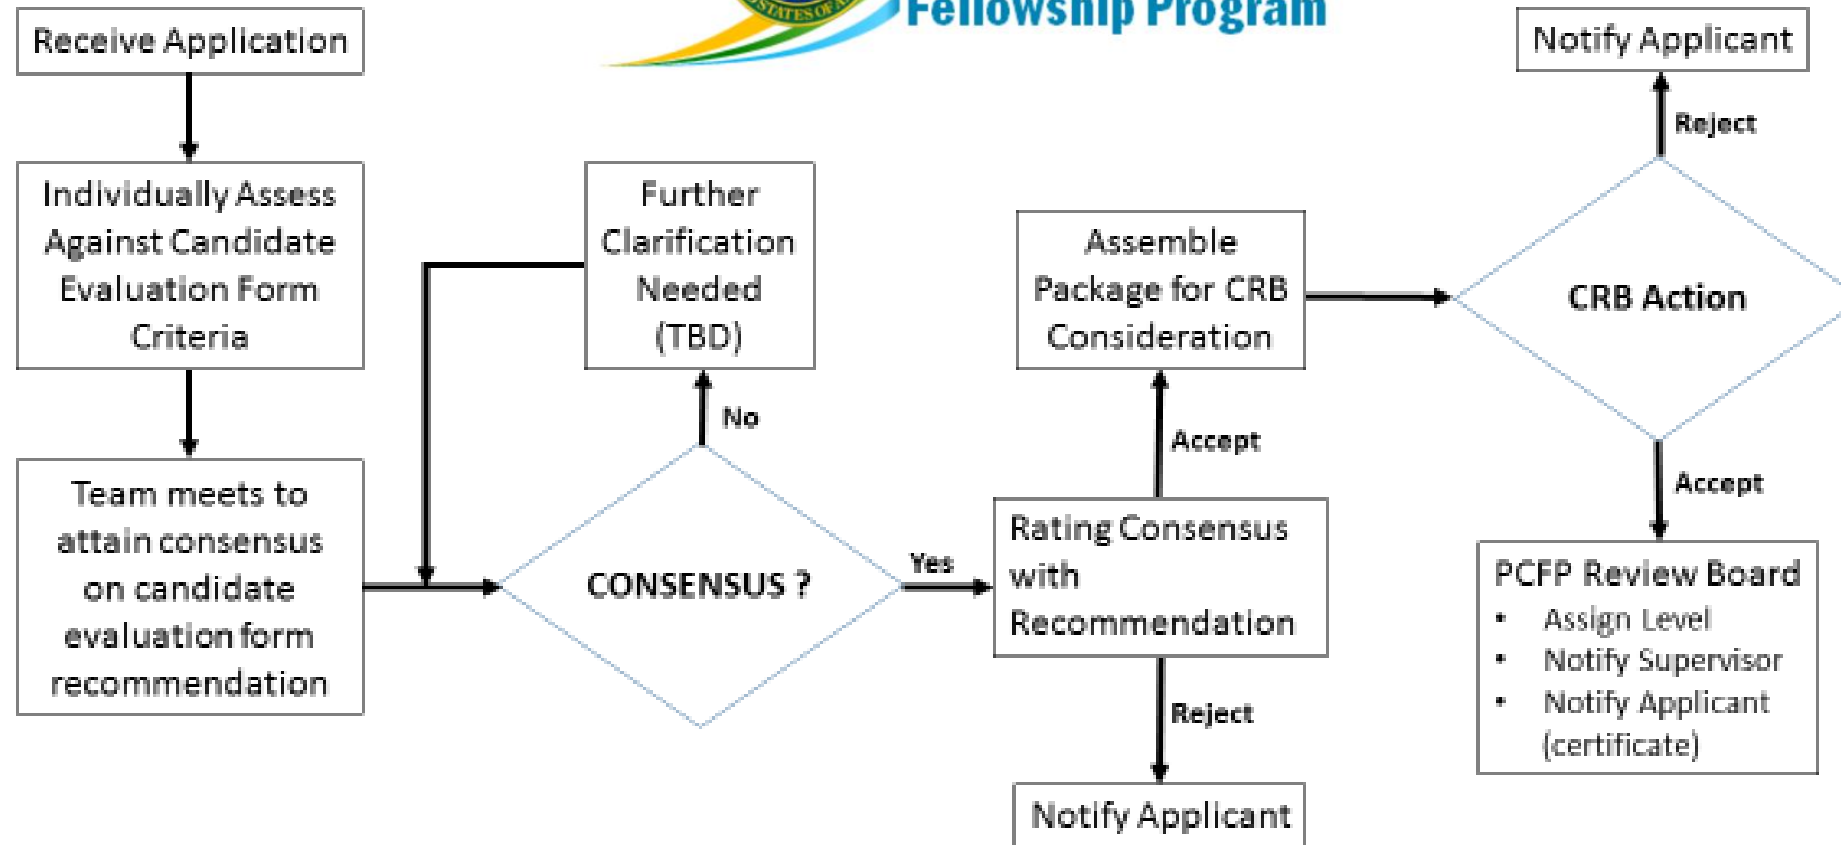 STATES OF A
Fellowship Program
Receive Application
Individually Assess
Against Candidate
Evaluation Form
Criteria
Team meets to
attain consensus
on candidate
evaluation form
recommendation
Further
Clarification
Needed
(TBD)
No
CONSENSUS ?
Yes
Rating Consensus
with
Recommendation
Accept
Assemble
Package for CRB
Consideration
Reject
Notify Applicant
CRB Action
Reject
Notify Applicant
Accept
PCFP Review Board
• Assign Level
• Notify Supervisor
• Notify Applicant
(certificate)